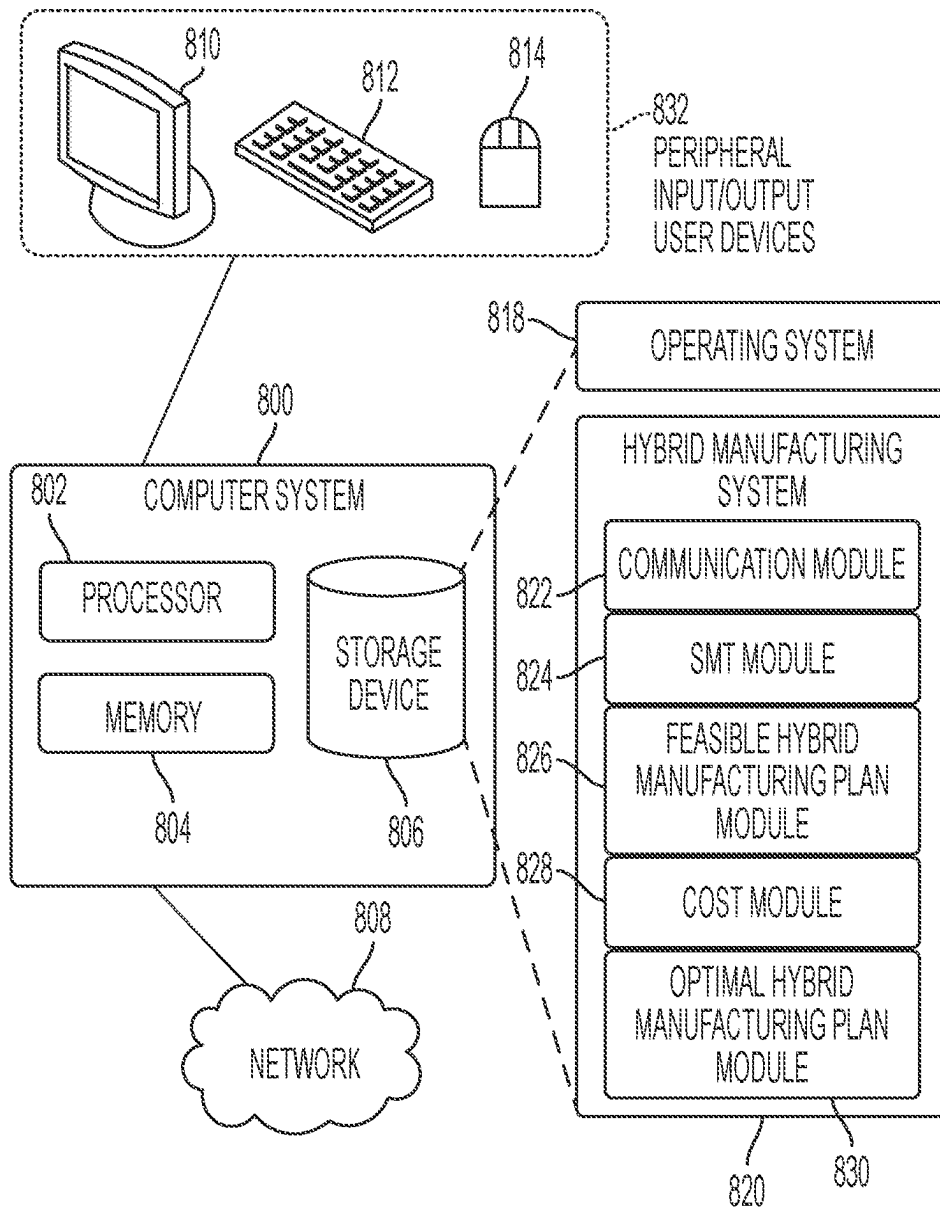 810
812
814
832
PERIPHERAL
INPUT/OUTPUT
USER DEVICES
818
OPERATING SYSTEM
800
COMPUTER SYSTEM
802
PROCESSOR
MEMORY
804
STORAGE
DEVICE
806
HYBRID MANUFACTURING
SYSTEM
COMMUNICATION MODULE
822
SMT MODULE
824
FEASIBLE HYBRID
MANUFACTURING PLAN
MODULE
826
828
COST MODULE
OPTIMAL HYBRID
MANUFACTURING PLAN
MODULE
808
NETWORK
820
830